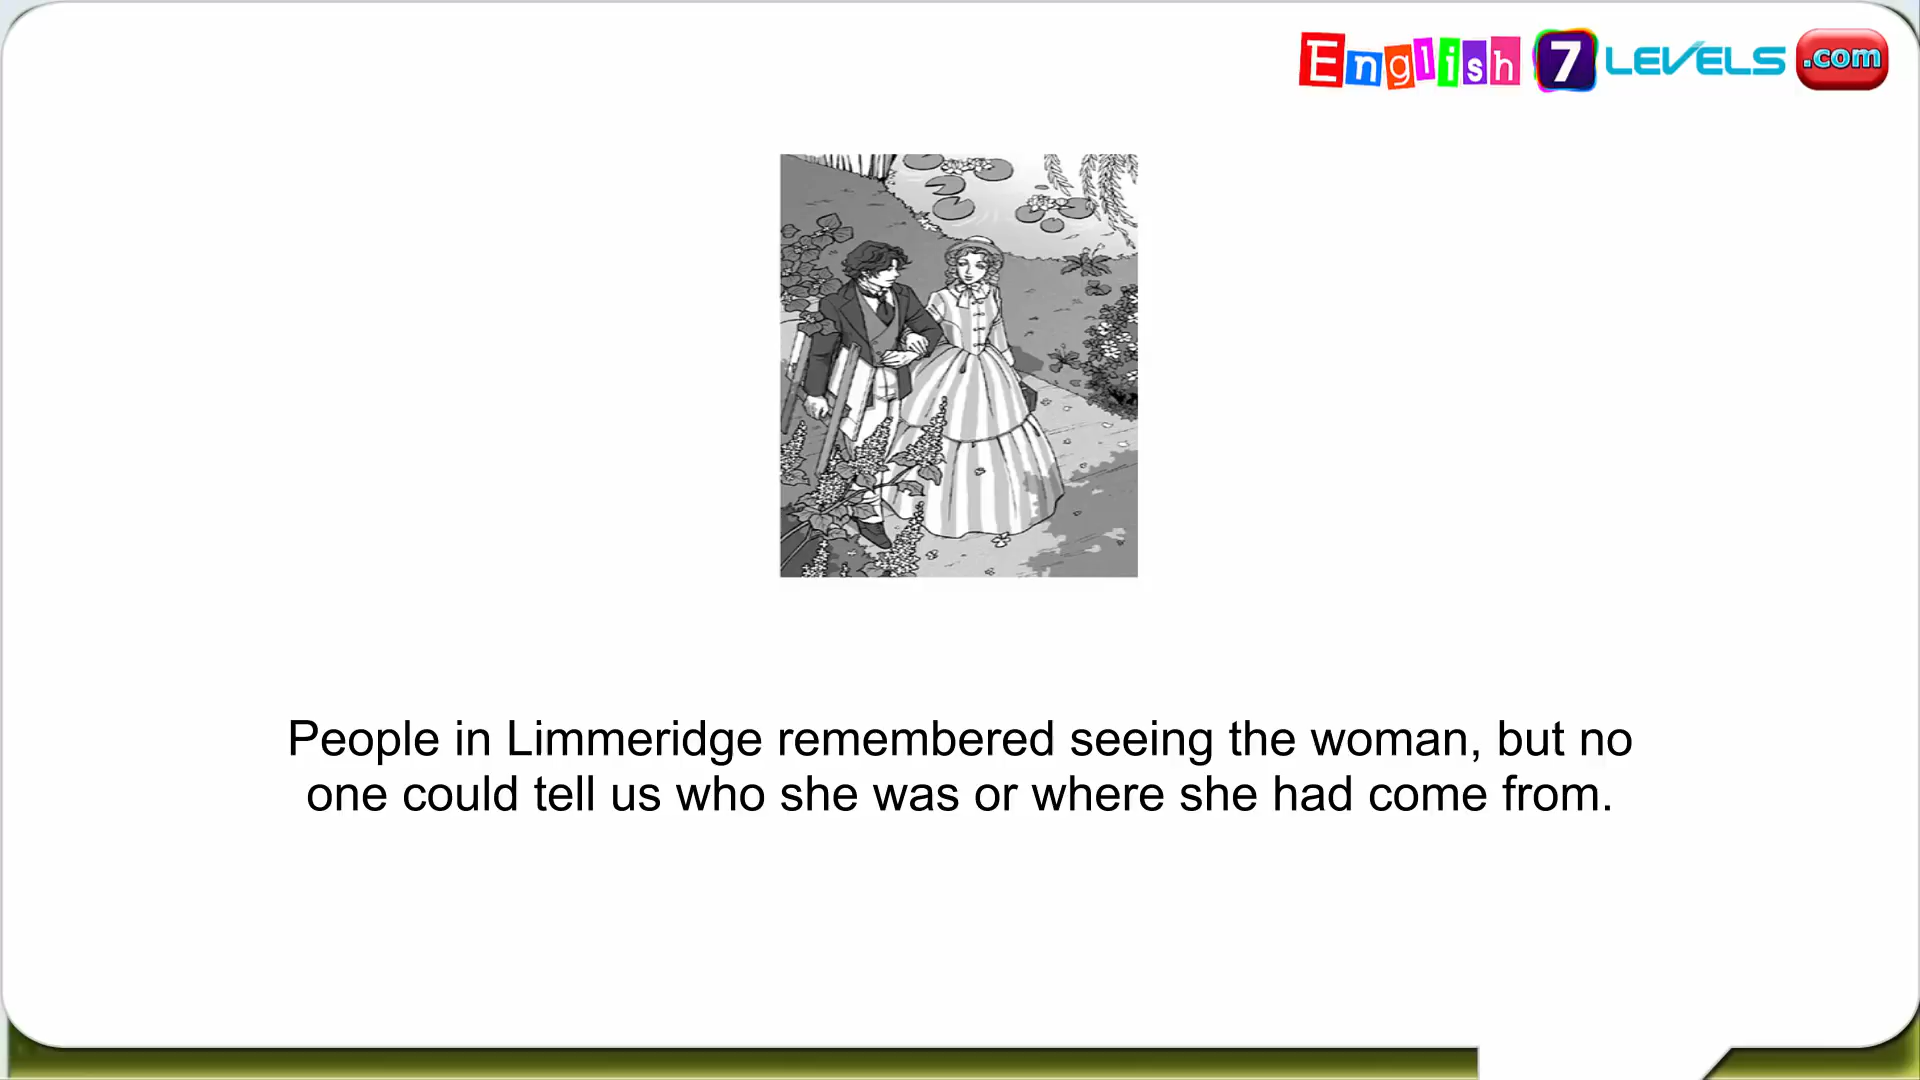 English 7 LEVELS .com
People in Limmeridge remembered seeing the woman, but no
one could tell us who she was or where she had come from.